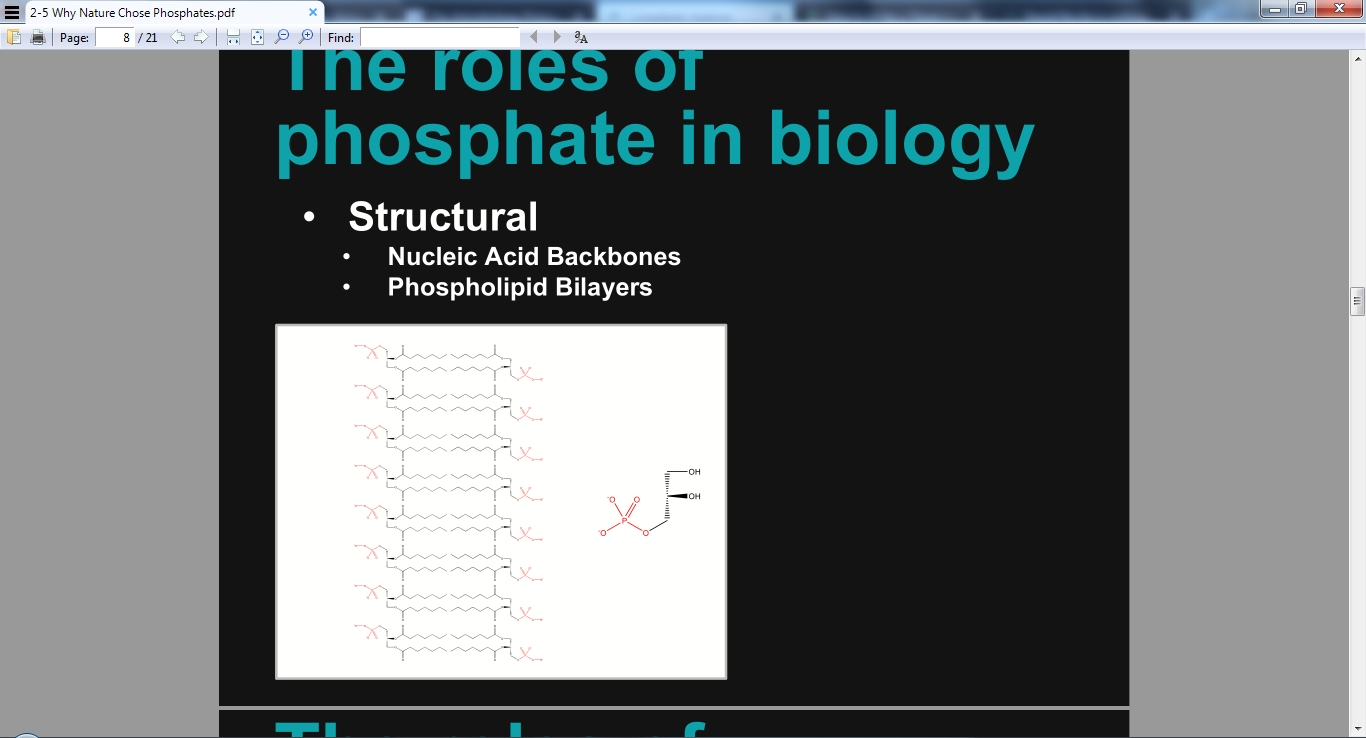 2-5 Why Nature Chose Phosphates.pdf
Page: 8 / 21 Find:
The roles of
phosphate in biology
• Structural
• Nucleic Acid Backbones
• Phospholipid Bilayers
OH
OH
-O O
P
-O O